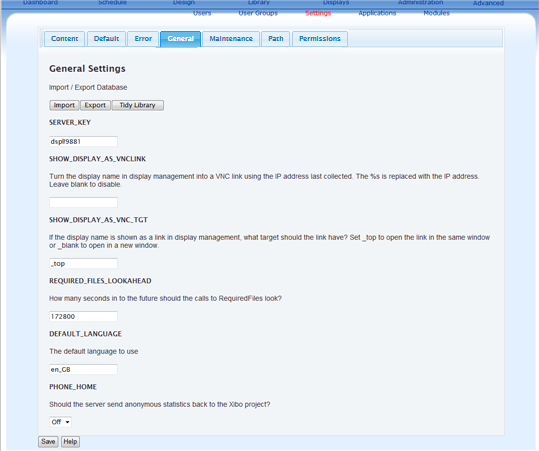 Dashboard Schedule Design Library Displays Administration Advanced
Users User Groups Settings Applications Modules
Content Default Error General Maintenance Path Permissions
General Settings
Import / Export Database
Import Export Tidy Library
SERVER_KEY
dsplt9881
SHOW_DISPLAY_AS_VNCLINK
Turn the display name in display management into a VNC link using the IP address last collected. The %s is replaced with the IP address.
Leave blank to disable.
SHOW_DISPLAY_AS_VNC_TGT
If the display name is shown as a link in display management, what target should the link have? Set _top to open the link in the same window
or _blank to open in a new window.
_top
REQUIRED_FILES_LOOKAHEAD
How many seconds in to the future should the calls to RequiredFiles look?
172800
DEFAULT_LANGUAGE
The default language to use
en_GB
PHONE_HOME
Should the server send anonymous statistics back to the Xibo project?
Off
Save Help